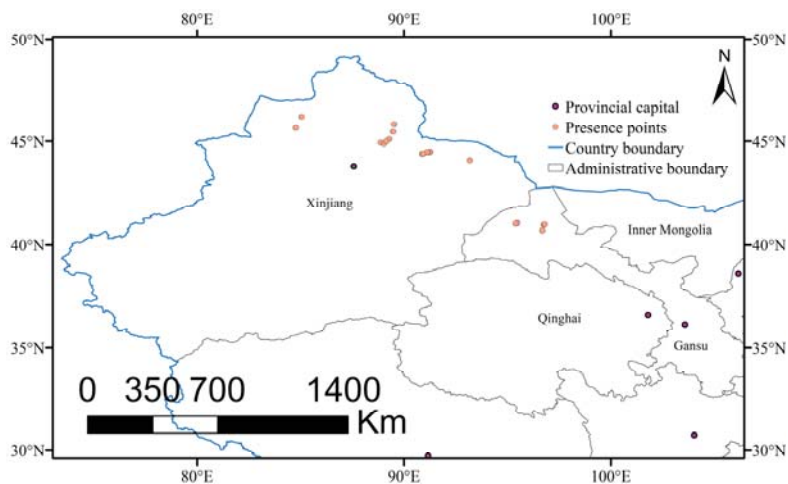 80°E 90°E 100°E
50°N 50°N
N
Provincial capital
Presence points
45°N 45°N
Country boundary
Administrative boundary
Xinjiang
Inner Mongolia
40°N 40°N
Qinghai
Gansu
35°N 35°N
0 350 700 1400
Km
30°N 30°N
80°E 90°E 100°E